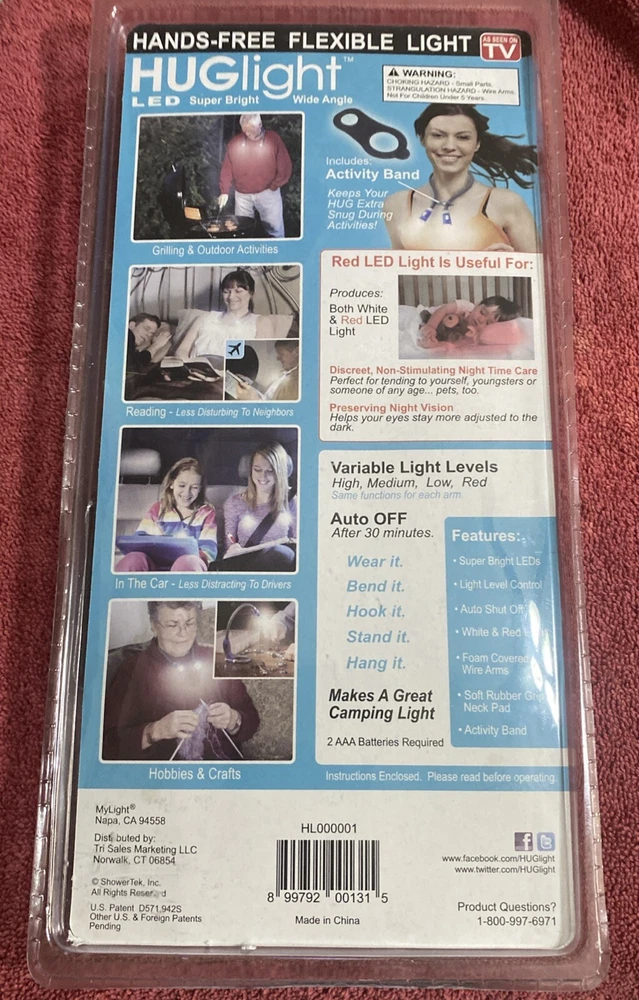 HANDS-FREE FLEXIBLE LIGHT
AS SEEN ON
TV
HUGlight™
LED Super Bright Wide Angle
WARNING:
CHOKING HAZARD - Small Parts.
STRANGULATION HAZARD - Wire Arms.
Not For Children Under 5 Years.
Includes:
Activity Band
Keeps Your
HUG Extra
Snug During
Activities!
Grilling & Outdoor Activities
Reading - Less Disturbing To Neighbors
In The Car - Less Distracting To Drivers
Hobbies & Crafts
Red LED Light Is Useful For:
Produces:
Both White
& Red LED
Light
Discreet, Non-Stimulating Night Time Care
Perfect for tending to yourself, youngsters or
someone of any age... pets, too.
Preserving Night Vision
Helps your eyes stay more adjusted to the
dark.
Variable Light Levels
High, Medium, Low, Red
Same functions for each arm.
Auto OFF
After 30 minutes.
Wear it.
Bend it.
Hook it.
Stand it.
Hang it.
Makes A Great
Camping Light
2 AAA Batteries Required
Features:
• Super Bright LEDs
• Light Level Control
• Auto Shut Off
• White & Red
• Foam Covered
Wire Arms
• Soft Rubber
Neck Pad
• Activity Band
Instructions Enclosed. Please read before operating.
MyLight®
Napa, CA 94558
Distributed by:
Tri Sales Marketing LLC
Norwalk, CT 06854
© ShowerTek, Inc.
All Rights Reserved
U.S. Patent D571,942S
Other U.S. & Foreign Patents
Pending
HL000001
8 99792 00131 5
Made in China
www.facebook.com/HUGlight
www.twitter.com/HUGlight
Product Questions?
1-800-997-6971